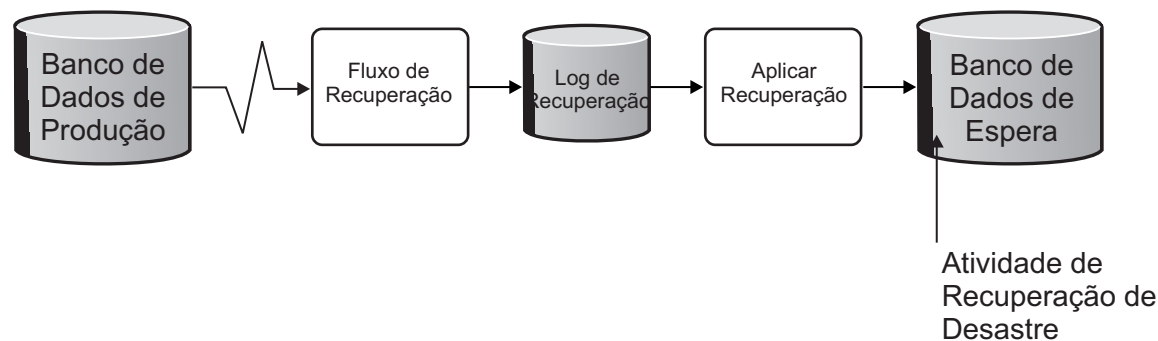 Banco de
Dados de
Produção
Fluxo de
Recuperação
Log de
Recuperação
Aplicar
Recuperação
Banco de
Dados de
Espera
Atividade de
Recuperação de
Desastre